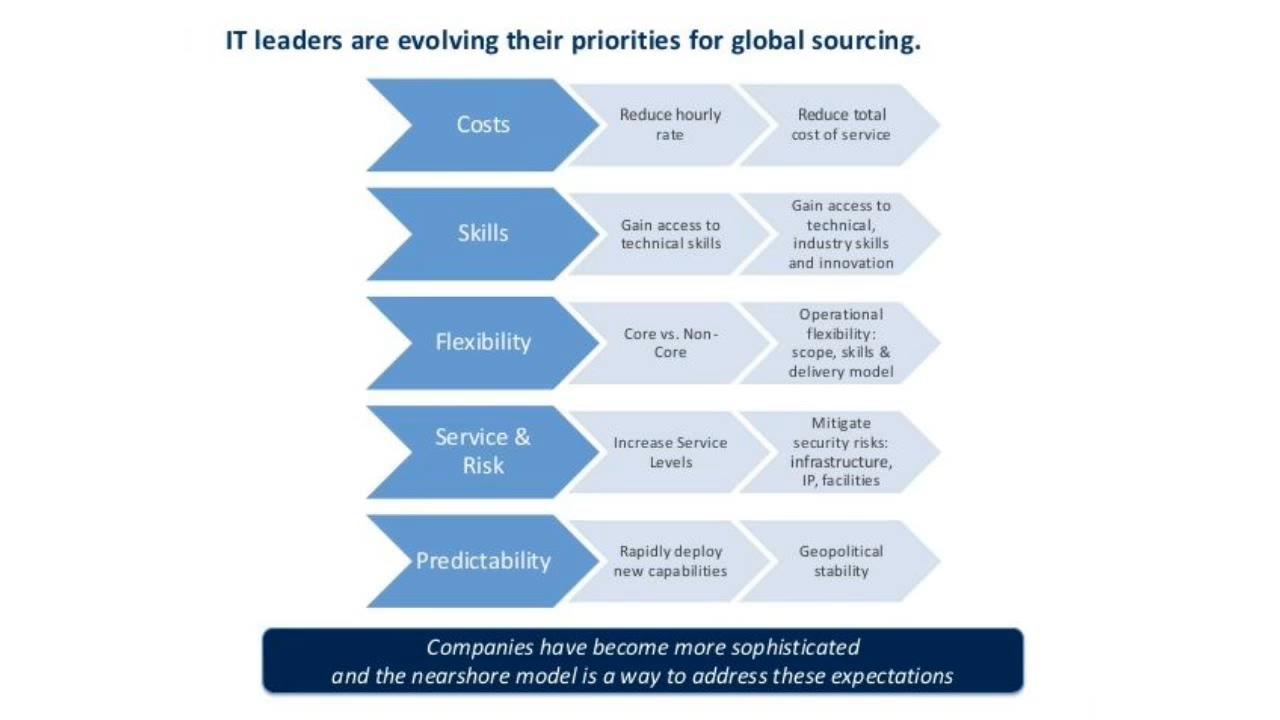 IT leaders are evolving their priorities for global sourcing.
Costs
Reduce hourly
rate
Reduce total
cost of service
Skills
Gain access to
technical skills
Gain access to
technical,
industry skills
and innovation
Flexibility
Core vs. Non-
Core
Operational
flexibility:
scope, skills &
delivery model
Service &
Risk
Increase Service
Levels
Mitigate
security risks:
infrastructure,
IP, facilities
Predictability
Rapidly deploy
new capabilities
Geopolitical
stability
Companies have become more sophisticated
and the nearshore model is a way to address these expectations